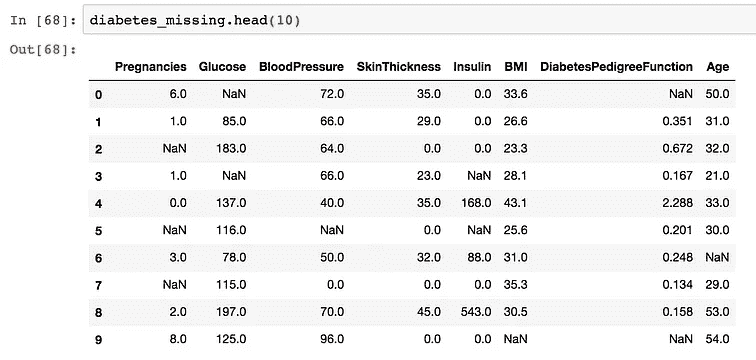 In [68]: diabetes_missing.head(10)
Out[68]:
Pregnancies Glucose BloodPressure SkinThickness Insulin BMI DiabetesPedigreeFunction Age
0 6.0 NaN 72.0 35.0 0.0 33.6 NaN 50.0
1 1.0 85.0 66.0 29.0 0.0 26.6 0.351 31.0
2 NaN 183.0 64.0 0.0 0.0 23.3 0.672 32.0
3 1.0 NaN 66.0 23.0 NaN 28.1 0.167 21.0
4 0.0 137.0 40.0 35.0 168.0 43.1 2.288 33.0
5 NaN 116.0 NaN 0.0 NaN 25.6 0.201 30.0
6 3.0 78.0 50.0 32.0 88.0 31.0 0.248 NaN
7 NaN 115.0 0.0 0.0 0.0 35.3 0.134 29.0
8 2.0 197.0 70.0 45.0 543.0 30.5 0.158 53.0
9 8.0 125.0 96.0 0.0 0.0 NaN NaN 54.0